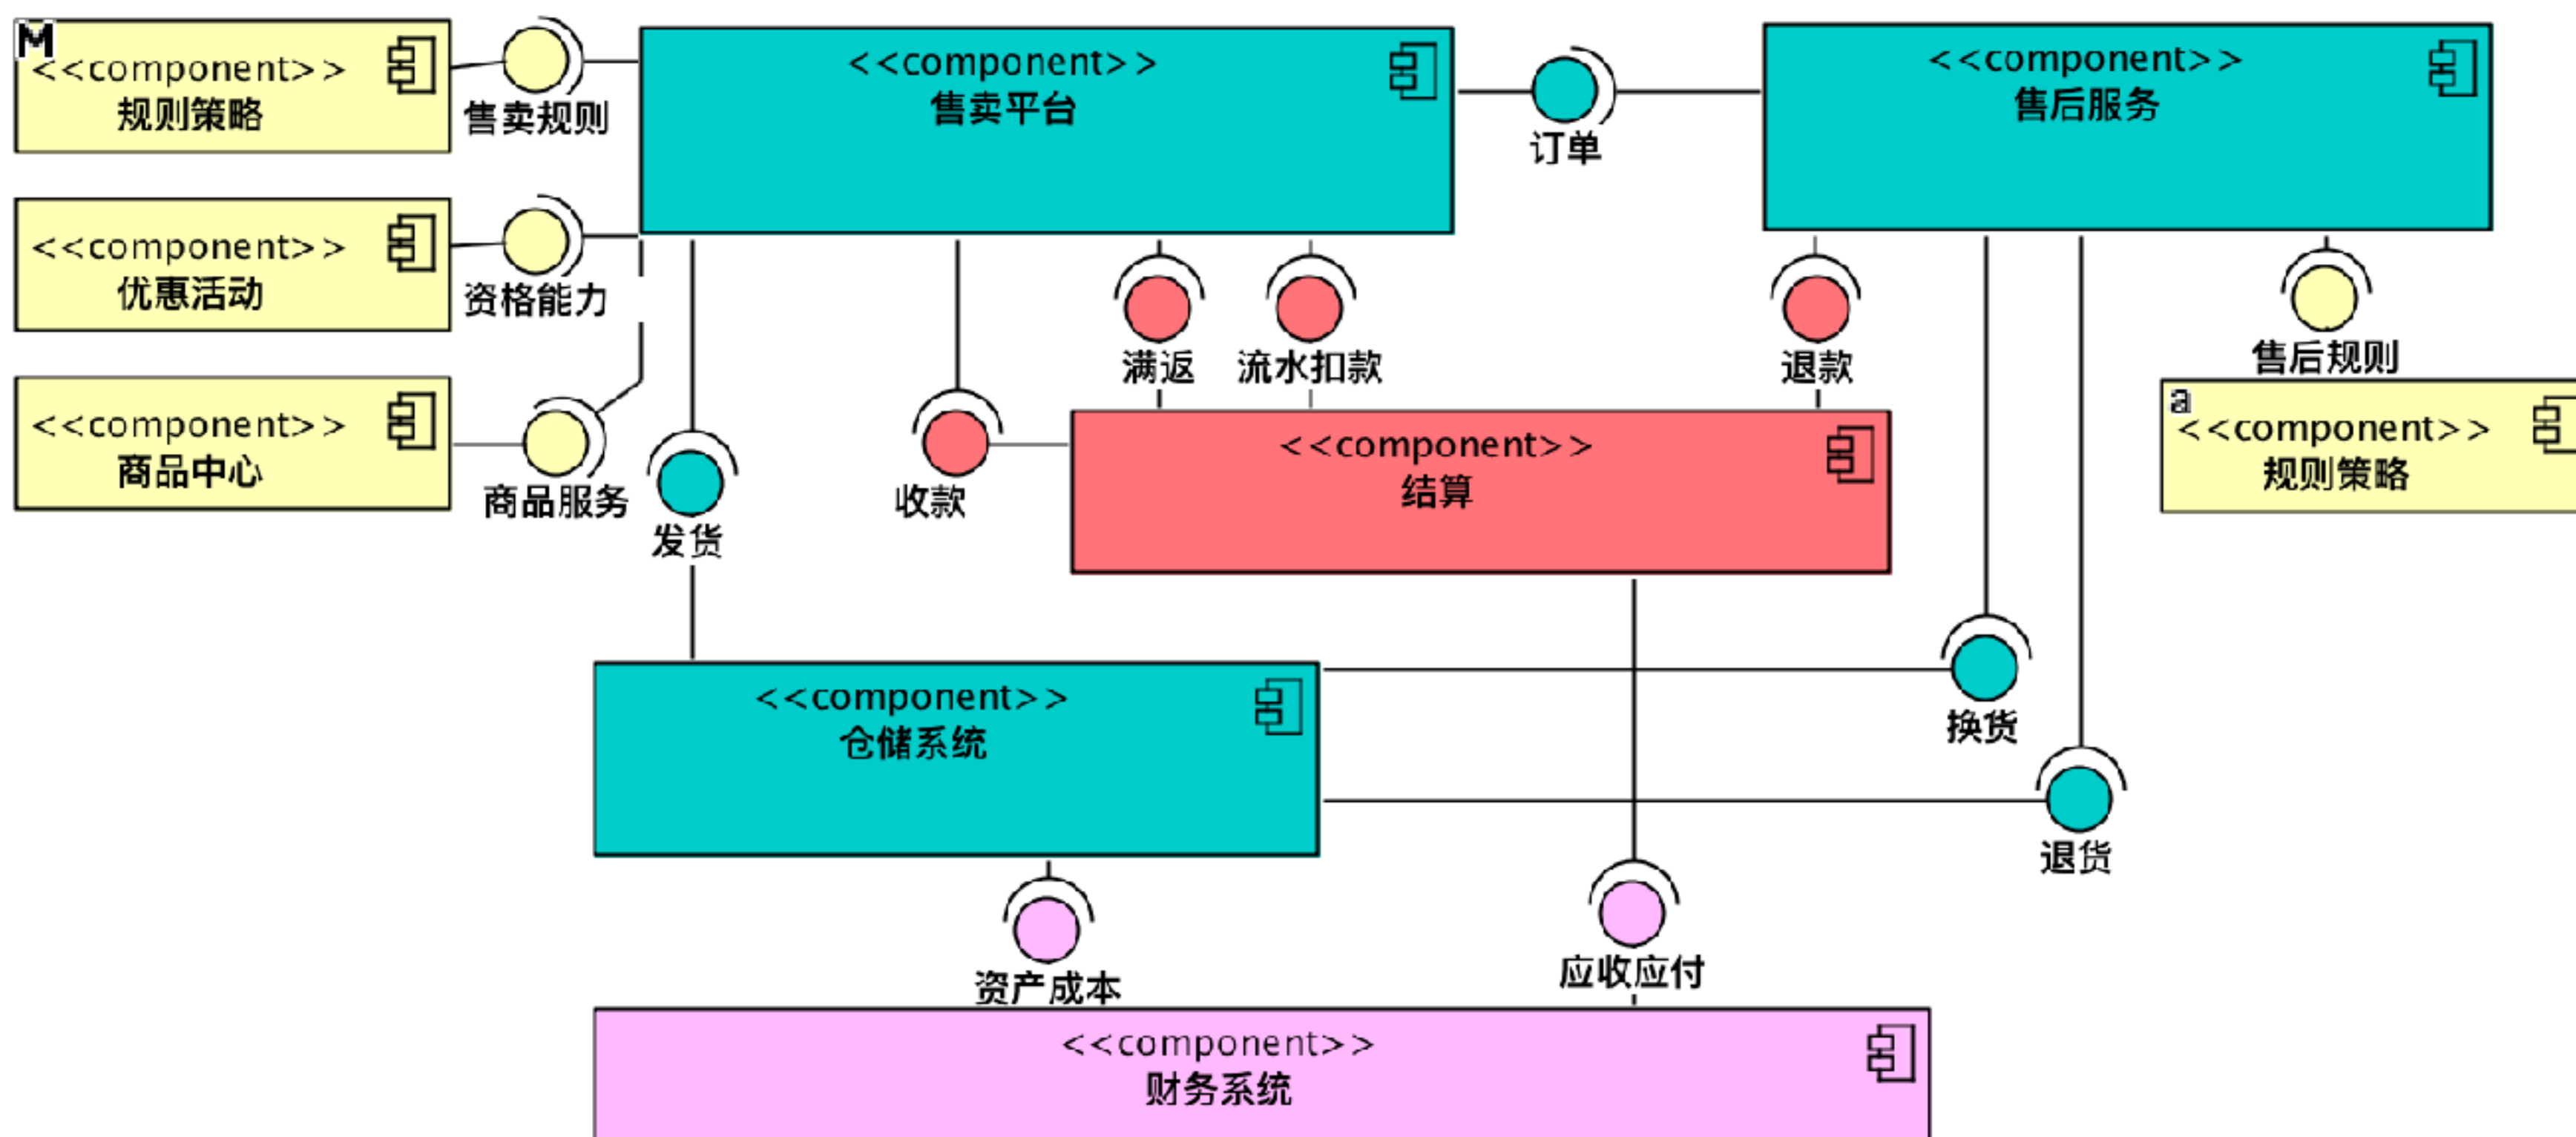 M
<<component>>
规则策略
售卖规则
<<component>>
售卖平台
订单
<<component>>
售后服务
<<component>>
优惠活动
资格能力
满返
流水扣款
退款
售后规则
<<component>>
商品中心
商品服务
发货
收款
<<component>>
结算
a
<<component>>
规则策略
<<component>>
仓储系统
换货
退货
资产成本
应收应付
<<component>>
财务系统